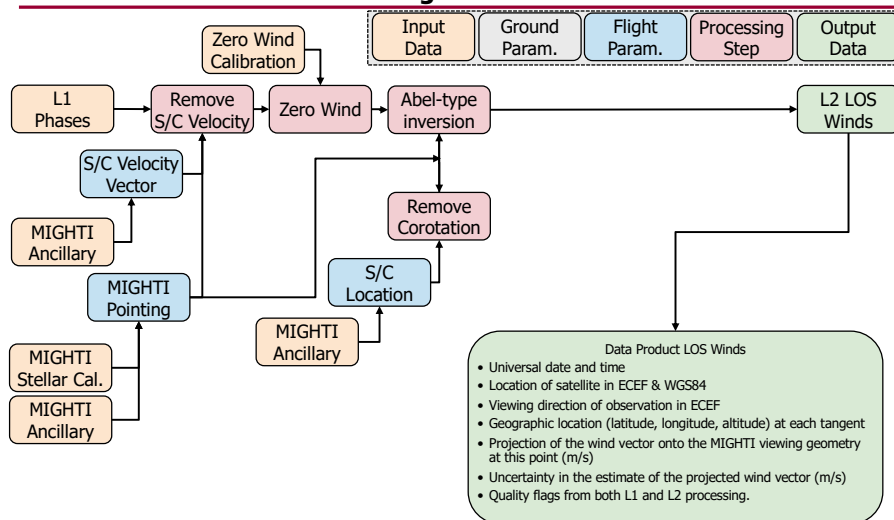 Input
Data
Ground
Param.
Flight
Param.
Processing
Step
Output
Data
Zero Wind
Calibration
L1
Phases
Remove
S/C Velocity
Zero Wind
Abel-type
inversion
L2 LOS
Winds
S/C Velocity
Vector
MIGHTI
Ancillary
Remove
Corotation
MIGHTI
Pointing
S/C
Location
MIGHTI
Ancillary
MIGHTI
Stellar Cal.
MIGHTI
Ancillary
Data Product LOS Winds
• Universal date and time
• Location of satellite in ECEF & WGS84
• Viewing direction of observation in ECEF
• Geographic location (latitude, longitude, altitude) at each tangent
• Projection of the wind vector onto the MIGHTI viewing geometry
at this point (m/s)
• Uncertainty in the estimate of the projected wind vector (m/s)
• Quality flags from both L1 and L2 processing.